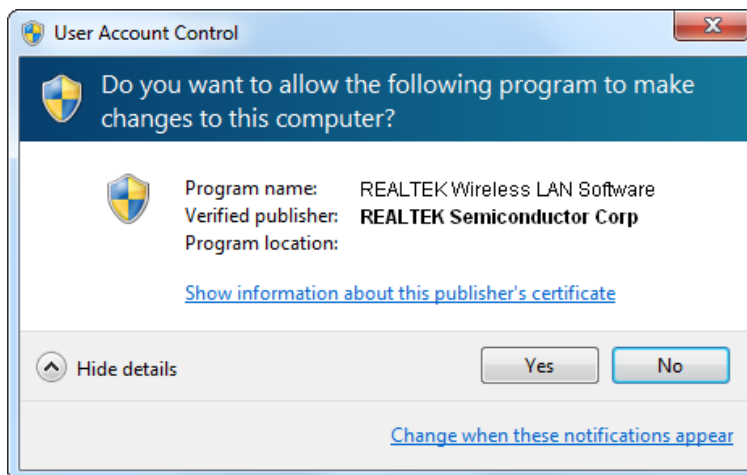 User Account Control
Do you want to allow the following program to make
changes to this computer?
Program name: REALTEK Wireless LAN Software
Verified publisher: REALTEK Semiconductor Corp
Program location:
Show information about this publisher's certificate
Hide details
Yes
No
Change when these notifications appear